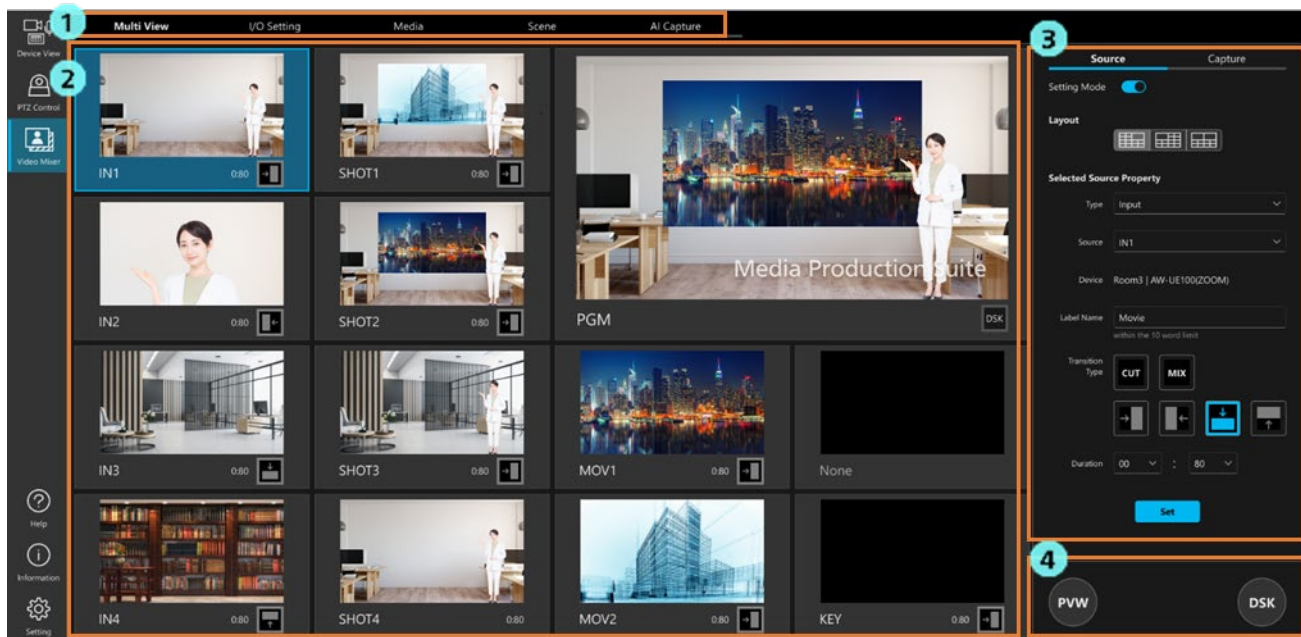 1
Multi View
I/O Setting
Media
Scene
AI Capture
Device View
PTZ Control
Video Mixer
Help
Information
Setting
2
IN1 0:80
SHOT1 0:80
Media Production Suite
IN2 0:80
SHOT2 0:80
PGM DSK
IN3 0:80
SHOT3 0:80
MOV1 0:80
None
IN4 0:80
SHOT4 0:80
MOV2 0:80
KEY 0:80
3
Source Capture
Setting Mode
Layout
Selected Source Property
Type Input
Source IN1
Device Room3 | AW-UE100(ZOOM)
Label Name Movie
within the 10 word limit
Transition
Type CUT MIX
Duration 00 : 80
Set
4
PVW DSK